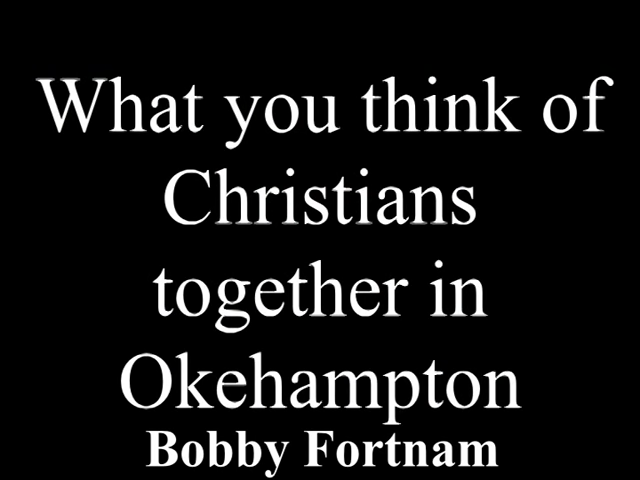 What you think of
Christians
together in
Okehampton
Bobby Fortnam